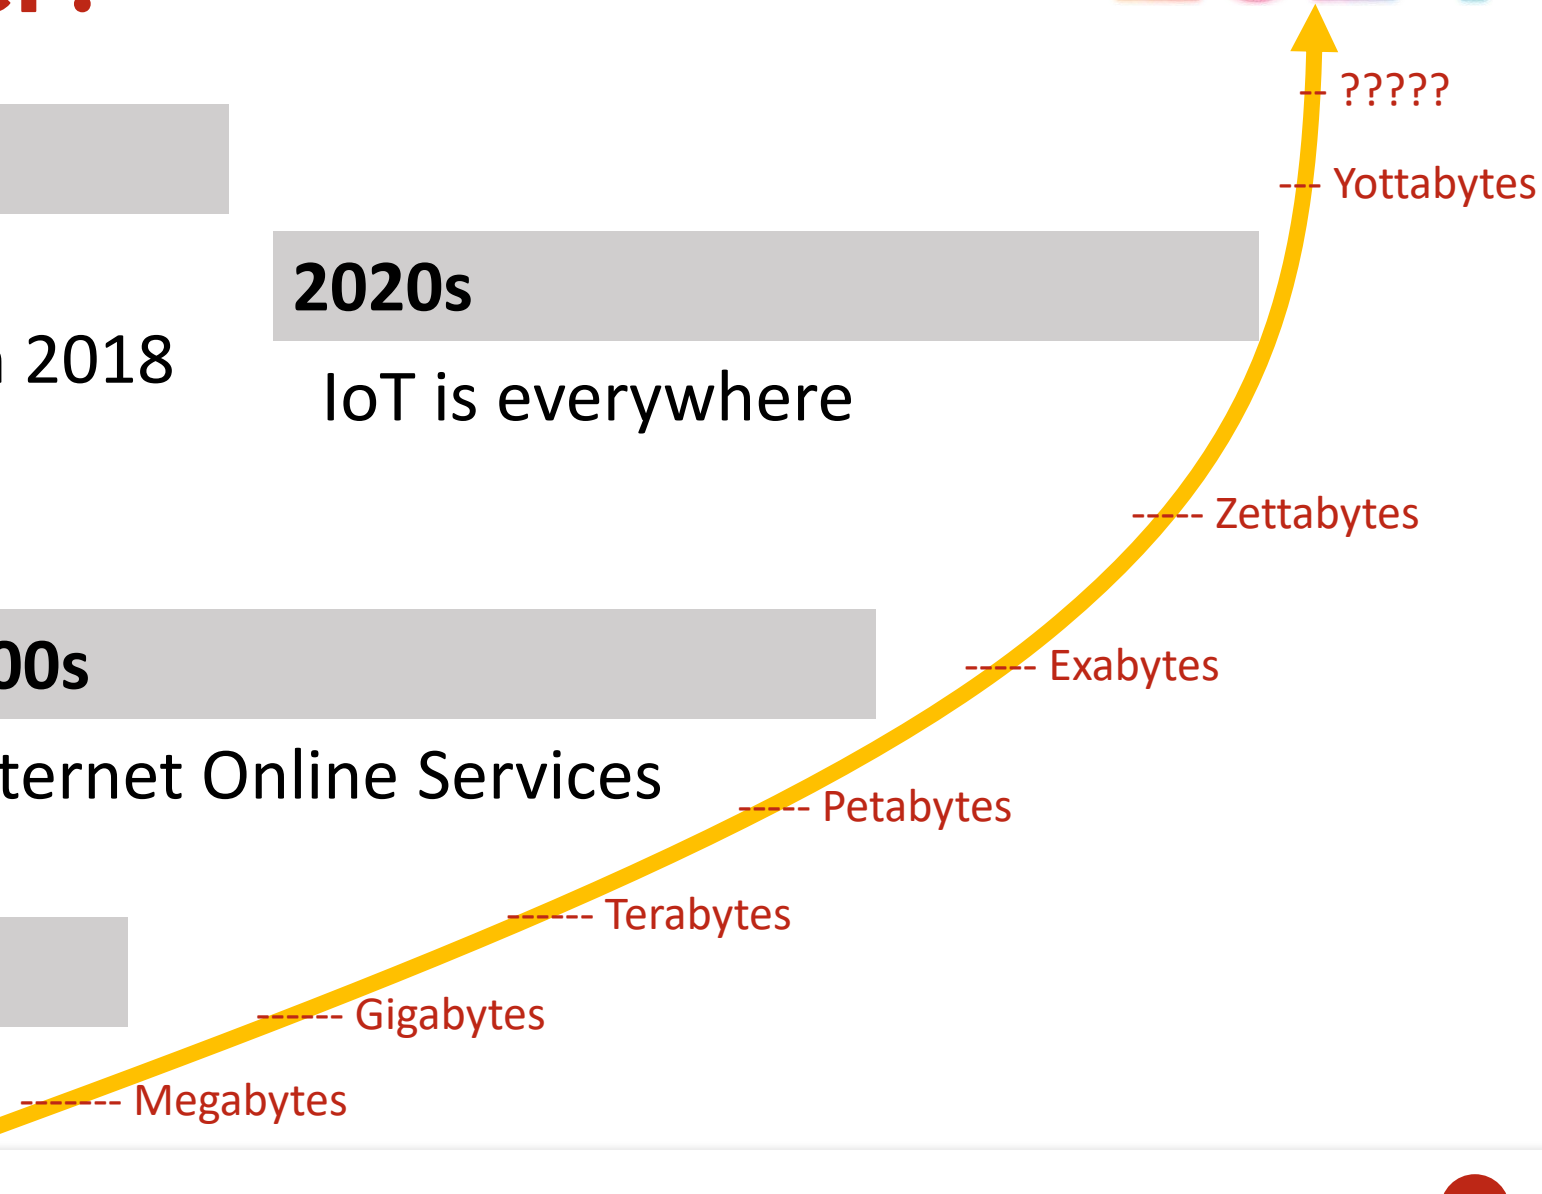 -- ?????
--- Yottabytes
2020s
2018
IoT is everywhere
----- Zettabytes
00s
----- Exabytes
ternet Online Services
----- Petabytes
------ Terabytes
------ Gigabytes
------- Megabytes